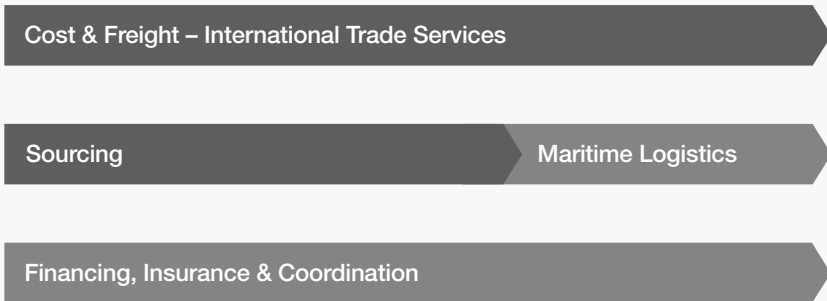 Cost & Freight – International Trade Services
Sourcing
Maritime Logistics
Financing, Insurance & Coordination